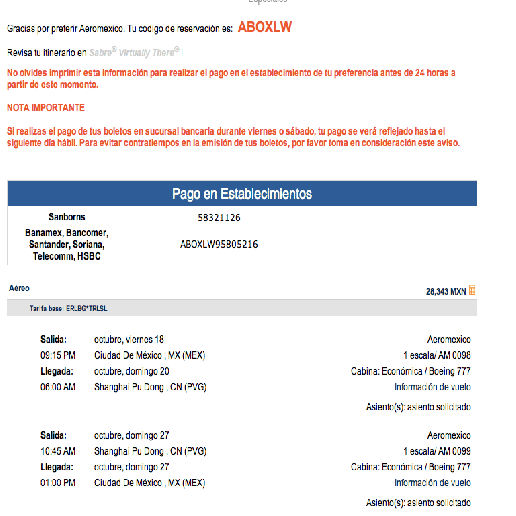 Especiales
Gracias por preferir Aeromexico. Tu codigo de reservación es: ABOXLW
Revisa tu itinerario en Sabre® Virtually There®
No olvides imprimir esta información para realizar el pago en el establecimiento de tu preferencia antes de 24 horas a
partir de este momento.
NOTA IMPORTANTE
Si realizas el pago de tus boletos en sucursal bancaria durante viernes o sábado, tu pago se verá reflejado hasta el
siguiente día hábil. Para evitar contratiempos en la emisión de tus boletos, por favor toma en consideración este aviso.
Pago en Establecimientos
Sanborns 58321126
Banamex, Bancomer,
Santander, Soriana, ABOXLW95805216
Telecomm, HSBC
Aéreo 28,343 MXN
Tarifa base: ERLBG*TRLSL
Salida: octubre, viernes 18 Aeromexico
09:15 PM Ciudad De México , MX (MEX) 1 escala/ AM 0098
Llegada: octubre, domingo 20 Cabina: Económica / Boeing 777
06:00 AM Shanghai Pu Dong , CN (PVG) Información de vuelo
Asiento(s): asiento solicitado
Salida: octubre, domingo 27 Aeromexico
10:45 AM Shanghai Pu Dong , CN (PVG) 1 escala/ AM 0099
Llegada: octubre, domingo 27 Cabina: Económica / Boeing 777
01:00 PM Ciudad De México , MX (MEX) Información de vuelo
Asiento(s): asiento solicitado